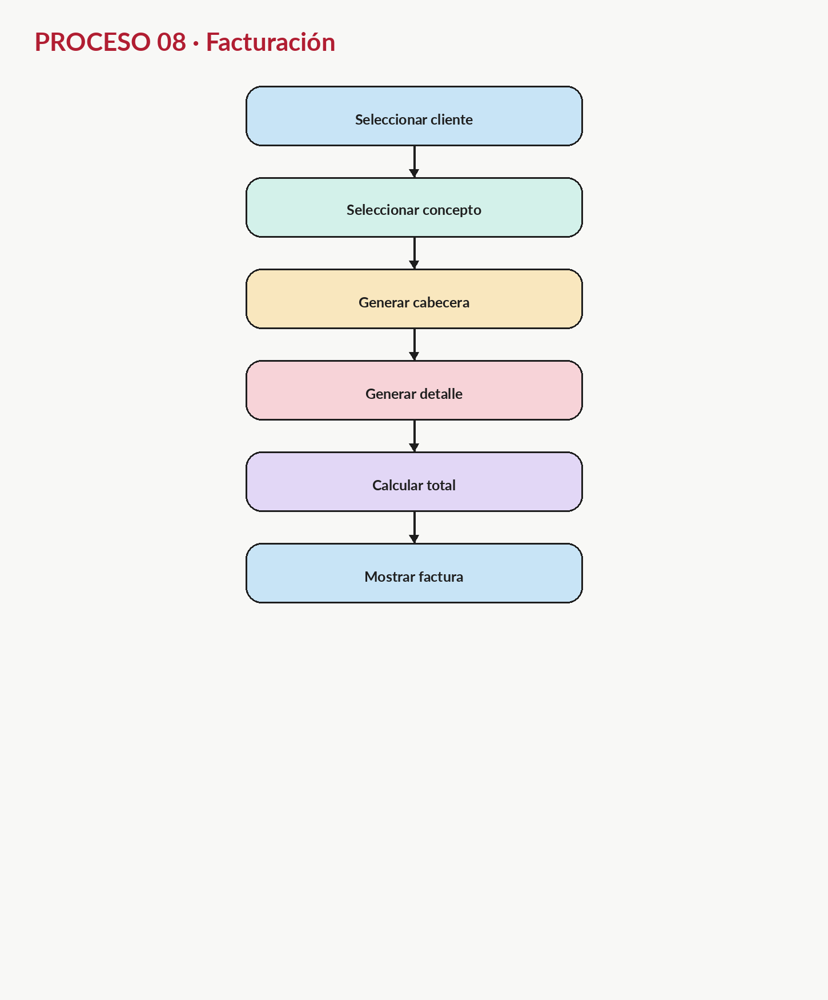 PROCESO 08 · Facturación
Seleccionar cliente
Seleccionar concepto
Generar cabecera
Generar detalle
Calcular total
Mostrar factura